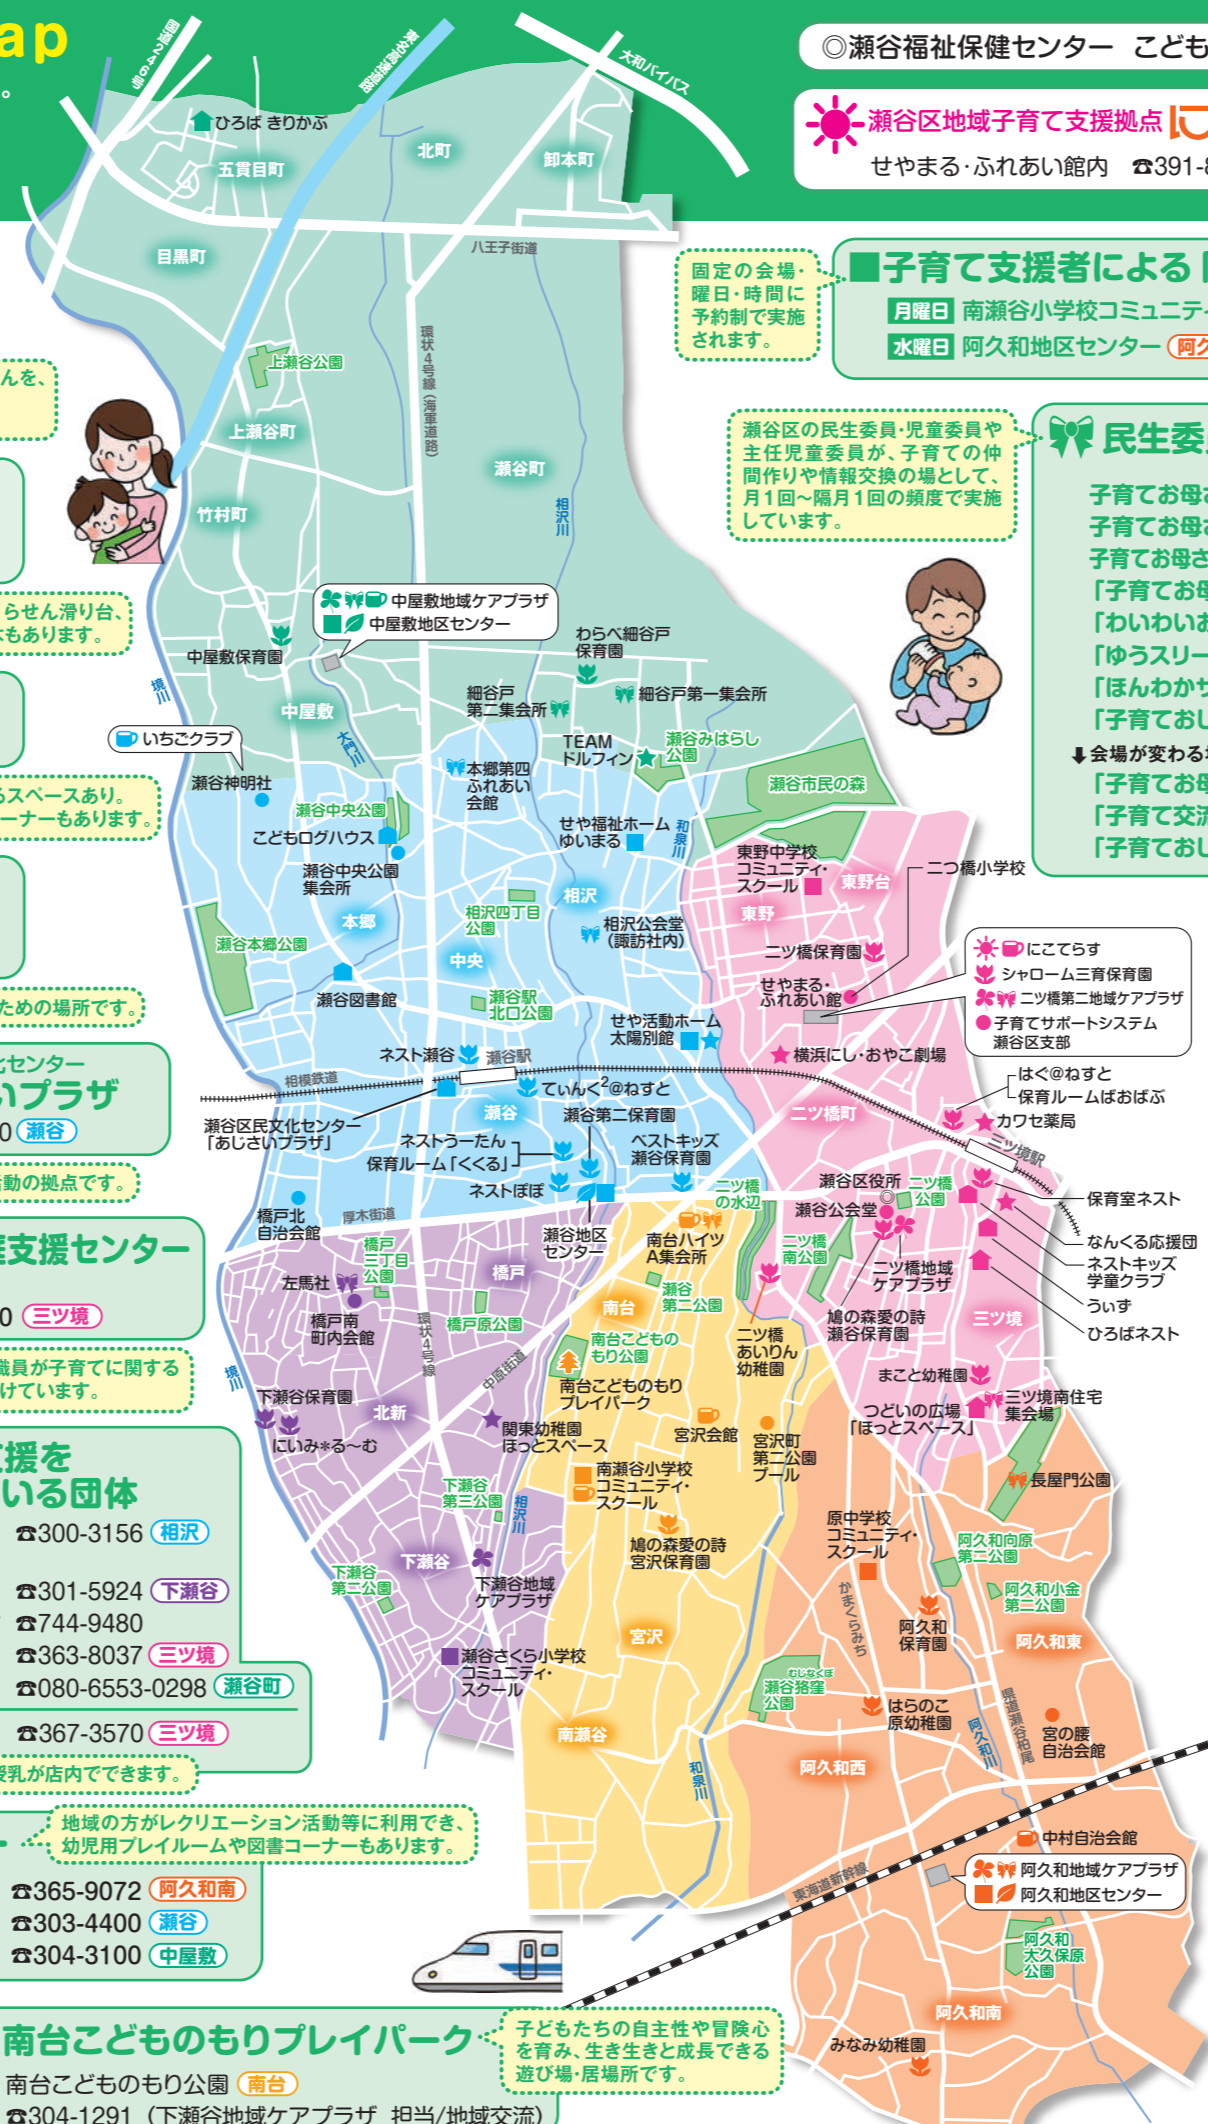 ap
。
◎瀬谷福祉保健センター こども
瀬谷区地域子育て支援拠点 に
せやまる・ふれあい館内 ☎391-8
国道246号
東名高速道路
大和バイパス
ひろば きりかぶ
五貫目町
北町
卸本町
目黒町
八王子街道
固定の会場・
曜日・時間に
予約制で実施
されます。
■子育て支援者による
月曜日 南瀬谷小学校コミュニティ
水曜日 阿久和地区センター 阿久
環状4号線(海軍道路)
上瀬谷公園
んを、
上瀬谷町
瀬谷町
竹村町
相沢川
瀬谷区の民生委員・児童委員や
主任児童委員が、子育ての仲
間作りや情報交換の場として、
月1回〜隔月1回の頻度で実施
しています。
民生委員
子育てお母さ
子育てお母さ
子育てお母さ
「子育てお母
「わいわいお
「ゆうスリー
「ほんわかサ
「子育ておし
⬇会場が変わる場
「子育てお母
「子育て交流
「子育ておし
らせん滑り台、
もあります。
中屋敷地域ケアプラザ
中屋敷地区センター
中屋敷保育園
わらべ細谷戸
保育園
境川
細谷戸
第二集会所
細谷戸第一集会所
中屋敷
大門川
いちごクラブ
瀬谷神明社
TEAM
ドルフィン
瀬谷みはらし
公園
本郷第四
ふれあい
会館
瀬谷市民の森
るスペースあり。
ーナーもあります。
瀬谷中央公園
こどもログハウス
せや福祉ホーム
ゆいまる
和泉川
瀬谷中央公園
集会所
東野中学校
コミュニティ・
スクール
東野台
二つ橋小学校
相沢
本郷
相沢四丁目
公園
東野
相沢公会堂
(諏訪社内)
瀬谷本郷公園
中央
二ツ橋保育園
にこてらす
シャローム三育保育園
二ツ橋第二地域ケアプラザ
子育てサポートシステム
瀬谷区支部
せやまる・
ふれあい館
瀬谷図書館
瀬谷駅
北口公園
ための場所です。
せや活動ホーム
太陽別館
化センター
いプラザ
0 瀬谷
ネスト瀬谷
瀬谷駅
横浜にし・おやこ劇場
相模鉄道
てぃんく²@ねすと
はぐ@ねすと
保育ルームばおばぶ
カワセ薬局
瀬谷
瀬谷第二保育園
二ツ橋町
瀬谷区民文化センター
「あじさいプラザ」
ネストうーたん
保育ルーム「くくる」
ネストぽぽ
ベストキッズ
瀬谷保育園
三ツ境駅
活動の拠点です。
瀬谷区役所
二ツ橋
公園
瀬谷公会堂
保育室ネスト
二ツ橋
の水辺
橋戸北
自治会館
厚木街道
瀬谷地区
センター
南台ハイツ
A集会所
二ツ橋
南公園
二ツ橋地域
ケアプラザ
なんくる応援団
ネストキッズ
学童クラブ
うぃず
ひろばネスト
産支援センター
0 三ツ境
橋戸
三丁目
公園
左馬社
橋戸
橋戸南
町内会館
環状4号線
橋戸原公園
南台
瀬谷
第二公園
鳩の森愛の詩
瀬谷保育園
三ツ境
職員が子育てに関する
けています。
境川
中原街道
南台こどもの
もり公園
二ツ橋
あいりん
幼稚園
まこと幼稚園
下瀬谷保育園
にいみ*る〜む
北新
南台こどものもり
プレイパーク
つどいの広場
「ほっとスペース」
三ツ境南住宅
集会場
関東幼稚園
ほっとスペース
宮沢会館
宮沢町
第二公園
プール
支援を
いる団体
☎300-3156 相沢
☎301-5924 下瀬谷
☎744-9480
☎363-8037 三ツ境
☎080-6553-0298 瀬谷町
☎367-3570 三ツ境
授乳が店内でできます。
南瀬谷小学校
コミュニティ・
スクール
長屋門公園
下瀬谷
第三公園
相沢川
原中学校
コミュニティ・
スクール
鳩の森愛の詩
宮沢保育園
阿久和向原
第二公園
下瀬谷
下瀬谷
第二公園
下瀬谷地域
ケアプラザ
阿久和小金
第二公園
かまくらみち
阿久和
保育園
宮沢
阿久和東
瀬谷さくら小学校
コミュニティ・
スクール
むじなくぼ
瀬谷狢窪
公園
はらのこ
原幼稚園
県道瀬谷柏尾
南瀬谷
阿久和川
宮の腰
自治会館
和泉川
阿久和西
中村自治会館
阿久和地域ケアプラザ
阿久和地区センター
東海道新幹線
地域の方がレクリエーション活動等に利用でき、
幼児用プレイルームや図書コーナーもあります。
☎365-9072 阿久和南
☎303-4400 瀬谷
☎304-3100 中屋敷
阿久和
大久保原
公園
阿久和南
みなみ幼稚園
南台こどものもりプレイパーク
南台こどものもり公園 南台
☎304-1291 (下瀬谷地域ケアプラザ 担当/地域交流)
子どもたちの自主性や冒険心
を育み、生き生きと成長できる
遊び場・居場所です。